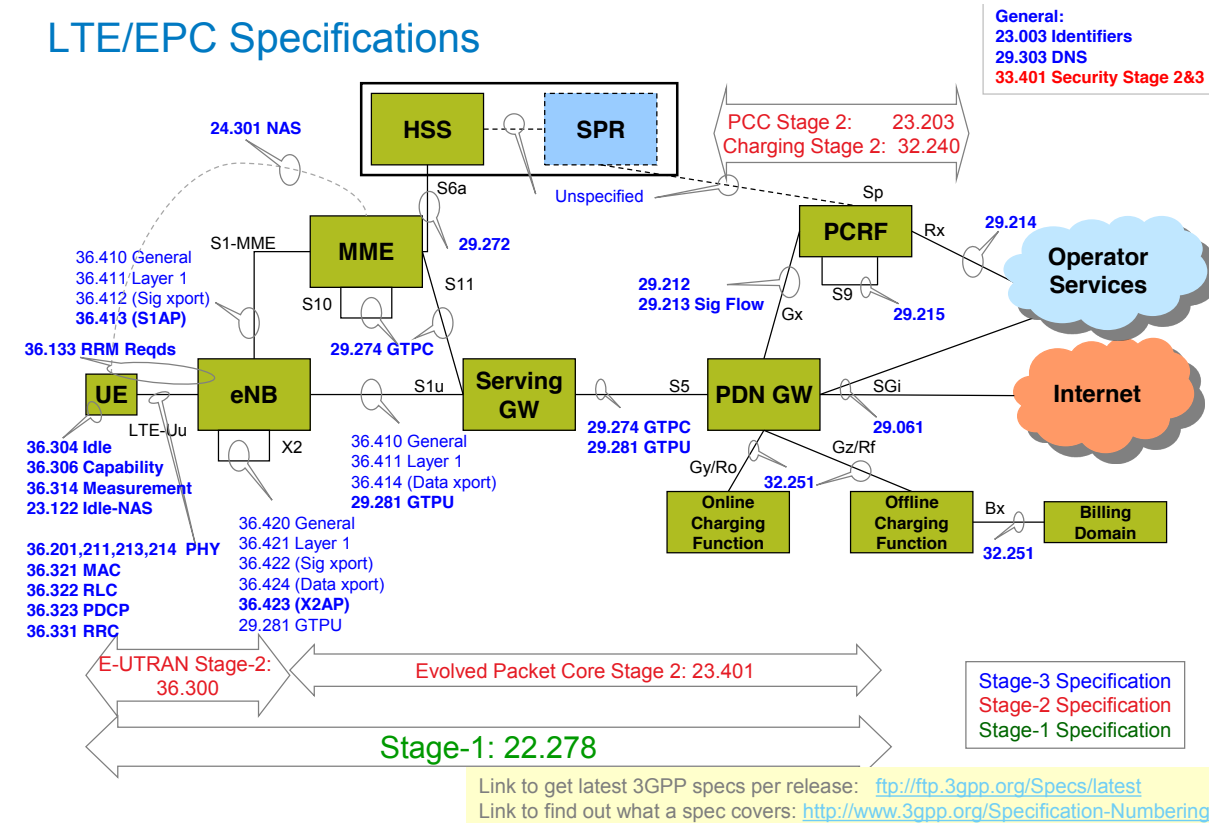 LTE/EPC Specifications
General:
23.003 Identifiers
29.303 DNS
33.401 Security Stage 2&3
24.301 NAS
HSS
SPR
PCC Stage 2: 23.203
Charging Stage 2: 32.240
Unspecified
S6a
Sp
29.272
MME
S1-MME
S10
S11
PCRF
Rx
29.214
S9
29.215
Operator
Services
36.410 General
36.411 Layer 1
36.412 (Sig xport)
36.413 (S1AP)
29.212
29.213 Sig Flow
Gx
36.133 RRM Reqds
29.274 GTPC
UE
LTE-Uu
eNB
X2
S1u
Serving
GW
S5
PDN GW
SGi
29.061
Internet
36.304 Idle
36.306 Capability
36.314 Measurement
23.122 Idle-NAS
36.410 General
36.411 Layer 1
36.414 (Data xport)
29.281 GTPU
29.274 GTPC
29.281 GTPU
Gy/Ro
32.251
Gz/Rf
Online
Charging
Function
Offline
Charging
Function
Bx
32.251
Billing
Domain
36.201,211,213,214 PHY
36.321 MAC
36.322 RLC
36.323 PDCP
36.331 RRC
36.420 General
36.421 Layer 1
36.422 (Sig xport)
36.424 (Data xport)
36.423 (X2AP)
29.281 GTPU
E-UTRAN Stage-2:
36.300
Evolved Packet Core Stage 2: 23.401
Stage-1: 22.278
Stage-3 Specification
Stage-2 Specification
Stage-1 Specification
Link to get latest 3GPP specs per release: ftp://ftp.3gpp.org/Specs/latest
Link to find out what a spec covers: http://www.3gpp.org/Specification-Numbering